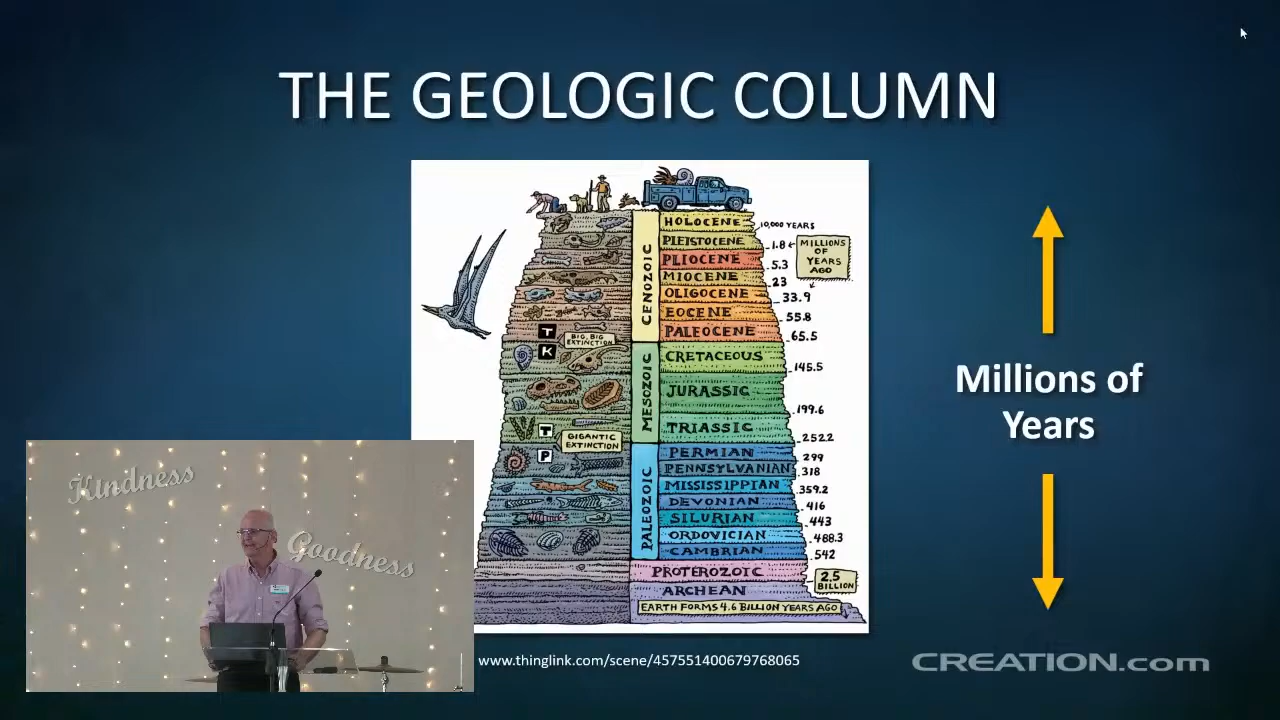 THE GEOLOGIC COLUMN
HOLOCENE
10,000 YEARS
PLEISTOCENE
1.8
MILLIONS
OF
YEARS
AGO
PLIOCENE
5.3
MIOCENE
23
OLIGOCENE
33.9
EOCENE
55.8
PALEOCENE
65.5
CENOZOIC
T
BIG, BIG
EXTINCTION
K
CRETACEOUS
145.5
JURASSIC
199.6
TRIASSIC
252.2
MESOZOIC
T
GIGANTIC
EXTINCTION
P
PERMIAN
299
PENNSYLVANIAN
318
MISSISSIPPIAN
359.2
DEVONIAN
416
SILURIAN
443
ORDOVICIAN
488.3
CAMBRIAN
542
PALEOZOIC
PROTEROZOIC
2.5
BILLION
ARCHEAN
EARTH FORMS 4.6 BILLION YEARS AGO
Millions of
Years
Kindness
Goodness
www.thinglink.com/scene/457551400679768065
CREATION.com